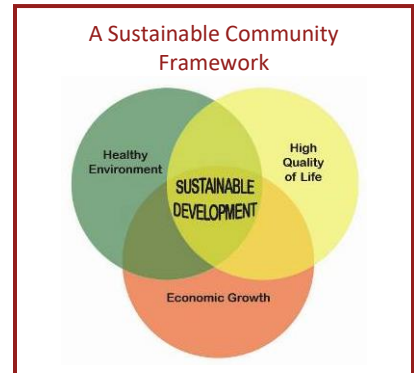 A Sustainable Community
Framework
Healthy
Environment
High
Quality
of Life
SUSTAINABLE
DEVELOPMENT
Economic Growth